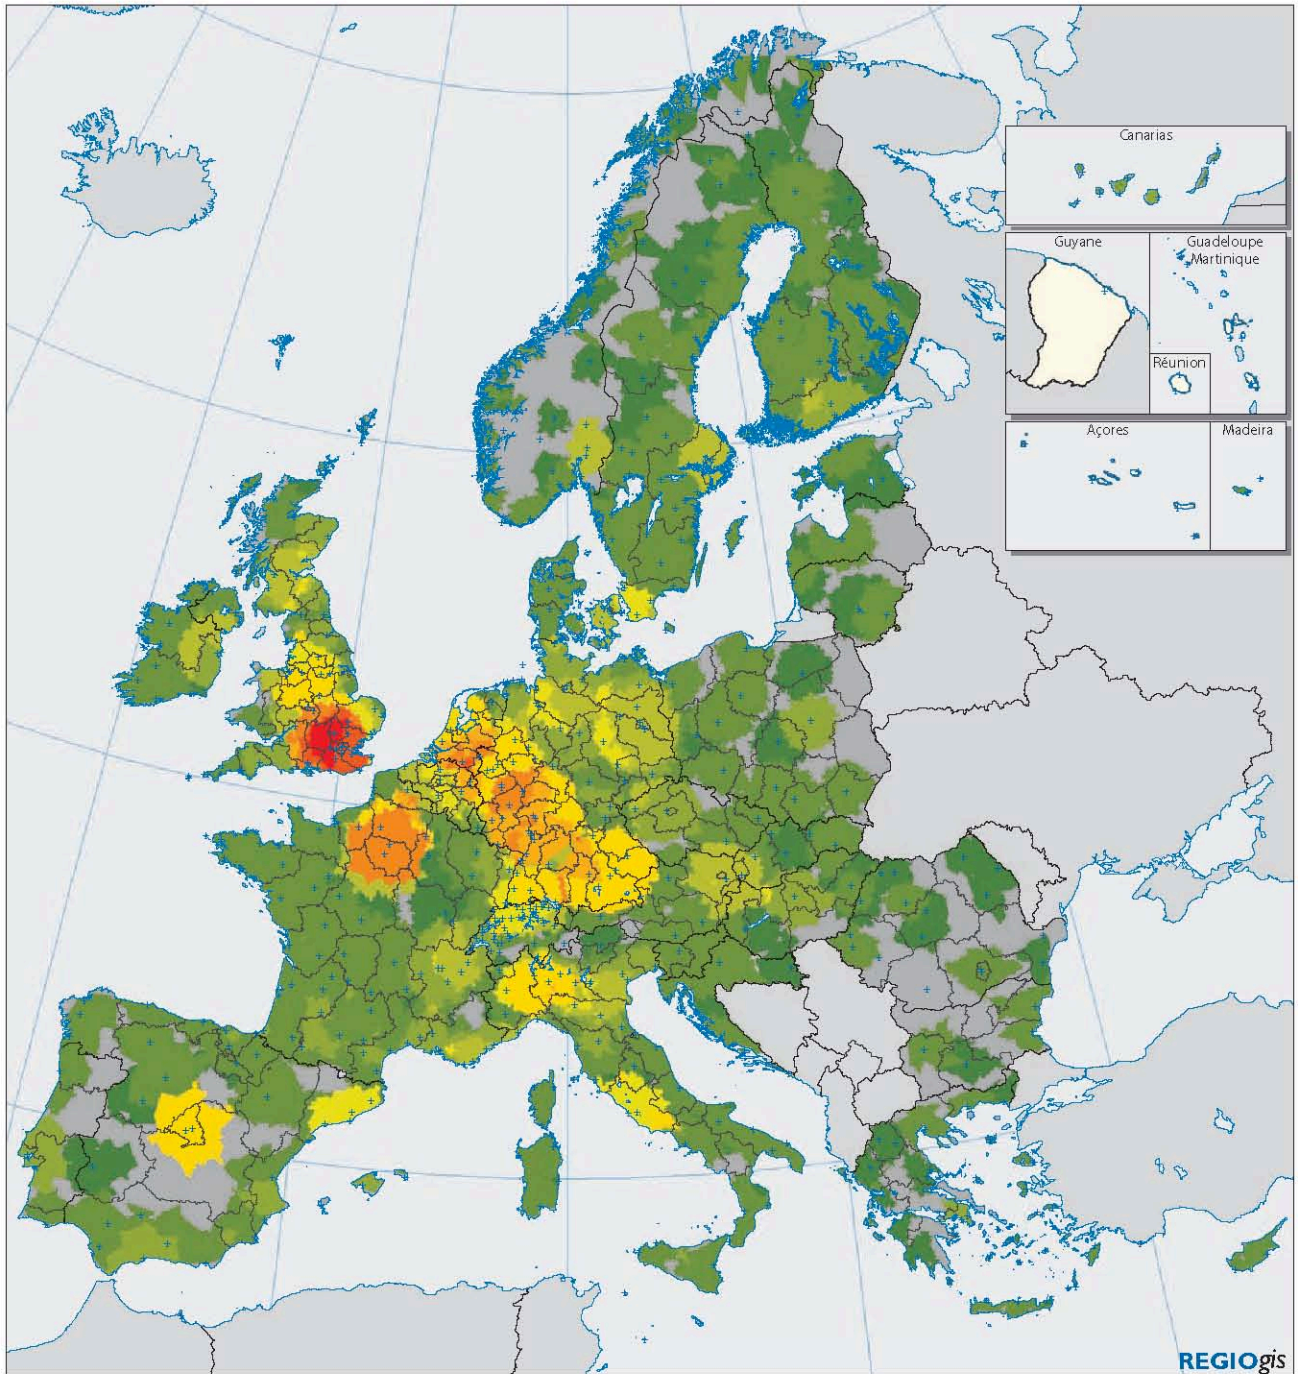 Canarias
Guyane
Guadeloupe
Martinique
Réunion
Açores
Madeira
REGIOgis